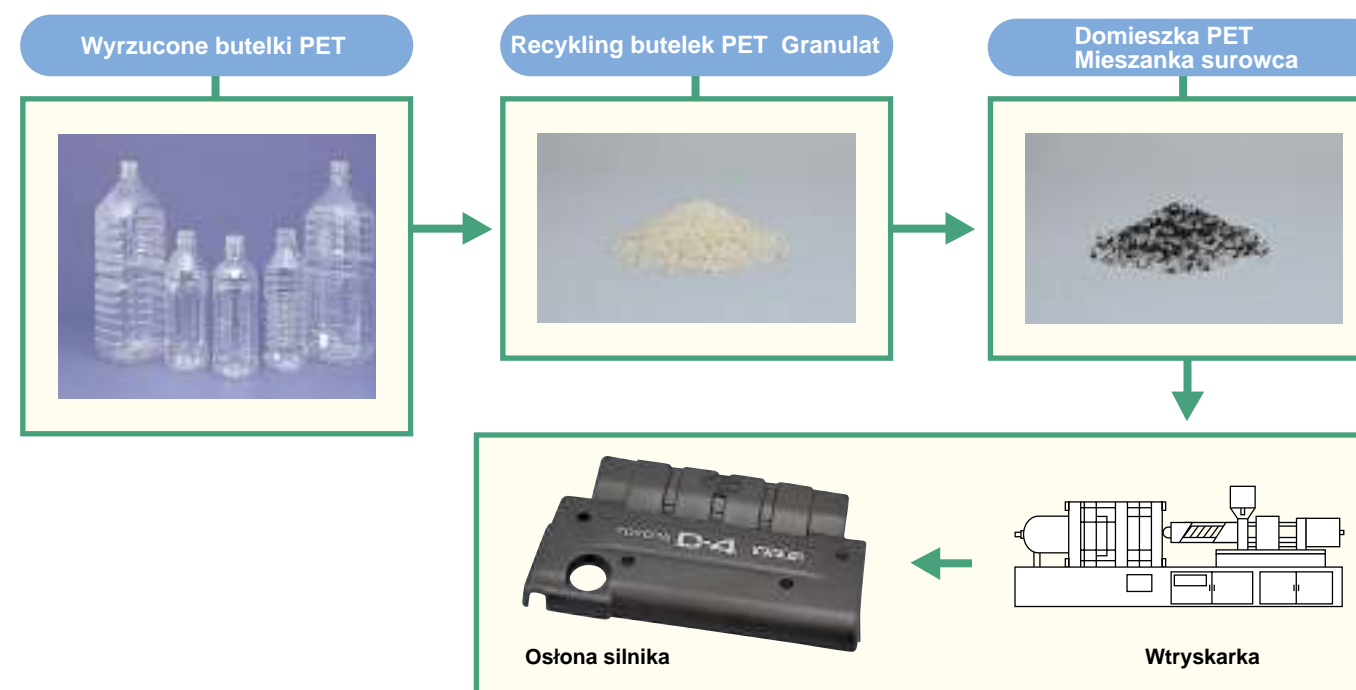 Wyrzucone butelki PET
Recykling butelek PET Granulat
Domieszka PET
Mieszanka surowca
D-4
Osłona silnika
Wtryskarka